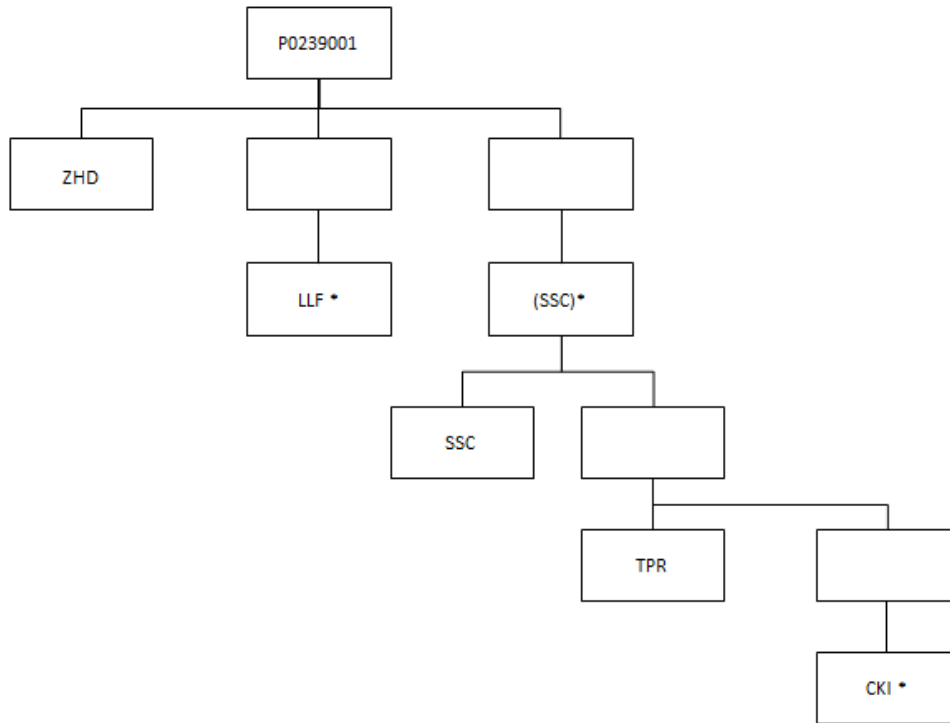 P0239001
ZHD
LLF *
(SSC)*
SSC
TPR
CKI *